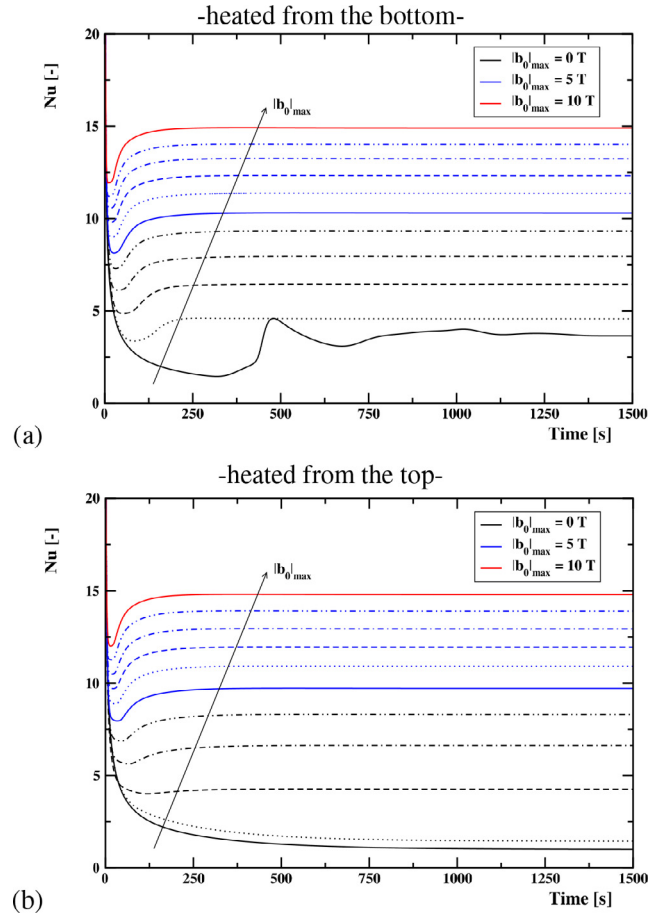 -heated from the bottom-
20
15
10
5
0
Nu [-]
|b0|max = 0 T
|b0|max = 5 T
|b0|max = 10 T
|b0|max
0 250 500 750 1000 1250 1500
Time [s]
(a)
-heated from the top-
20
15
10
5
0
Nu [-]
|b0|max = 0 T
|b0|max = 5 T
|b0|max = 10 T
|b0|max
0 250 500 750 1000 1250 1500
Time [s]
(b)